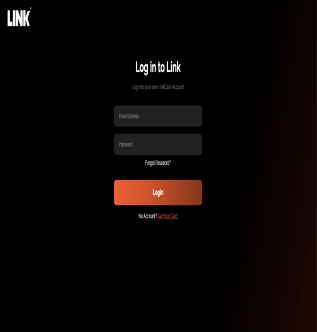 LINK
Log in to Link
Log into your own LinkCard Account
Email Address
Password
Forgot Password?
Login
No Account? Get Your Card